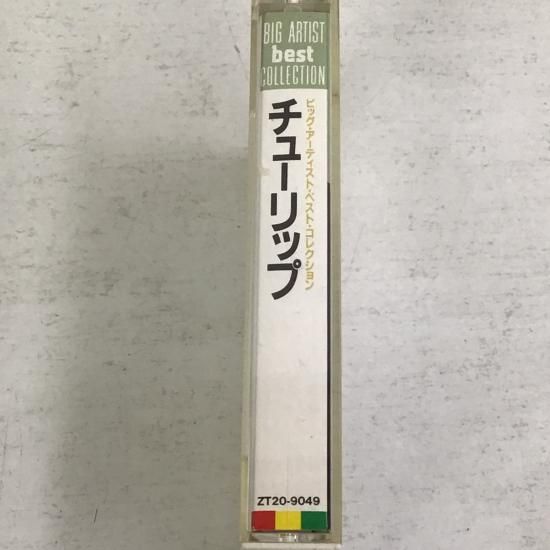 BIG ARTIST
best
COLLECTION
ビッグ・アーティスト・ベスト・コレクション
チューリップ
ZT20-9049